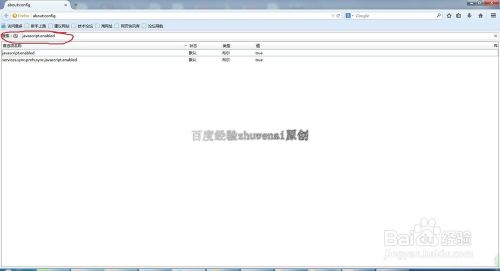 about:config
Firefox
about:config
Google
访问最多 新手上路 建议网站 技术论坛 淘网址 网页快讯库 论坛导航
搜索: javascript.enabled
首选项名称 状态 类型 值
javascript.enabled 默认 布尔 true
services.sync.prefs.sync.javascript.enabled 默认 布尔 true
百度经验zhuvenai原创
Baidu 经验
jingyan.baidu.com